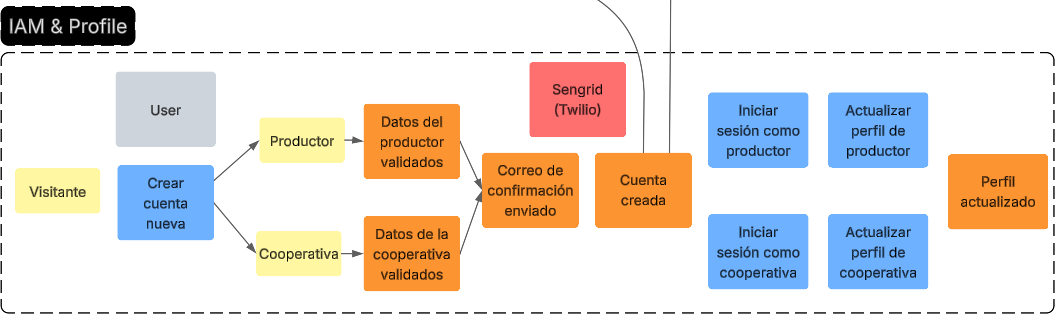 IAM & Profile
User
Visitante
Crear
cuenta
nueva
Productor
Cooperativa
Datos del
productor
validados
Datos de la
cooperativa
validados
Sengrid
(Twilio)
Correo de
confirmación
enviado
Cuenta
creada
Iniciar
sesión como
productor
Actualizar
perfil de
productor
Iniciar
sesión como
cooperativa
Actualizar
perfil de
cooperativa
Perfil
actualizado